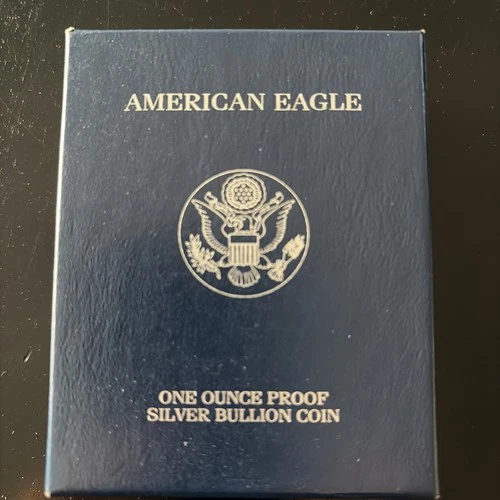 AMERICAN EAGLE
ONE OUNCE PROOF
SILVER BULLION COIN